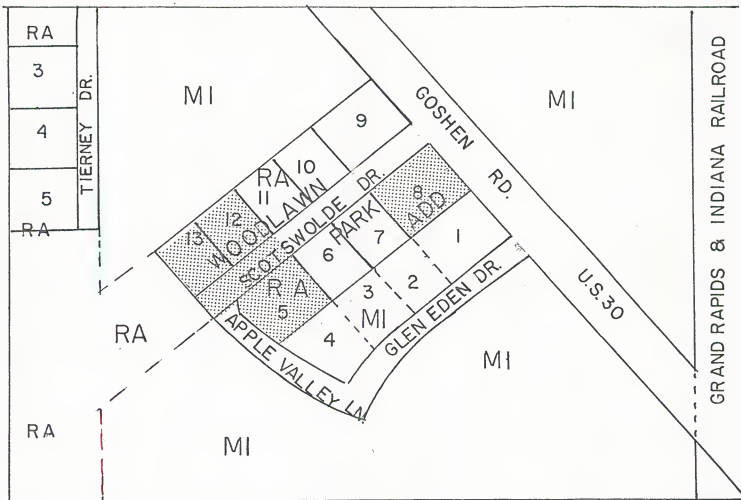 RA
3
4
5
RA
TIERNEY DR.
MI
MI
GOSHEN RD.
U.S.30
GRAND RAPIDS & INDIANA RAILROAD
9
10
RA
11
12
13
WOODLAWN
SCOTSWOLDE DR.
PARK
8
ADD
7
6
RA
5
1
2
3
MI
4
GLEN EDEN DR.
APPLE VALLEY LN.
RA
MI
RA
MI